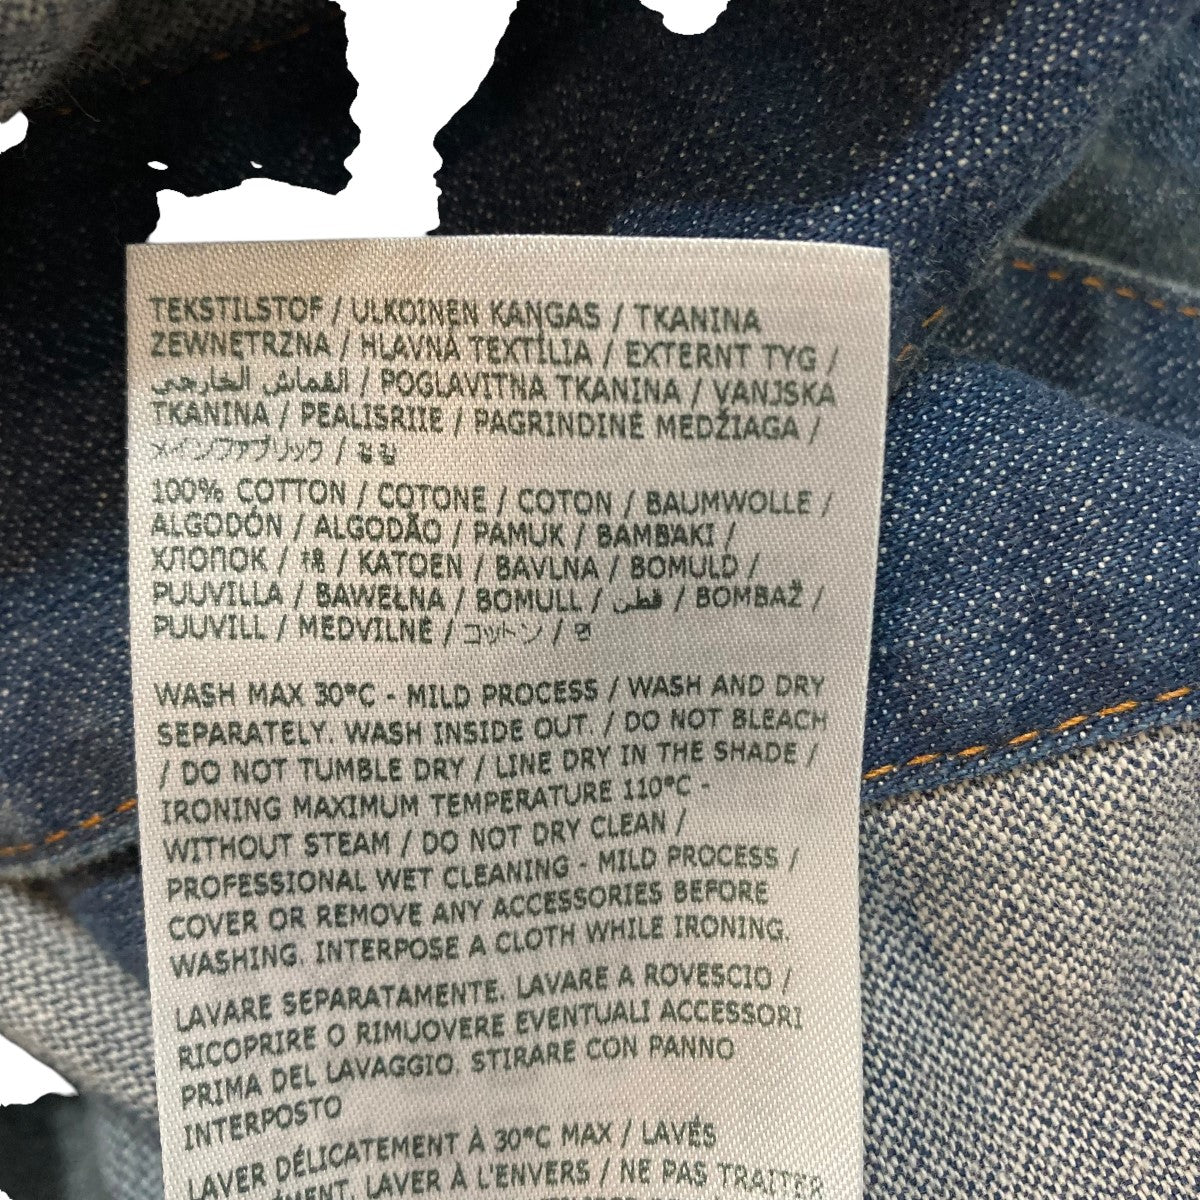 TEKSTILSTOF / ULKOINEN KANGAS / TKANINA
ZEWNĘTRZNA / HLAVNÁ TEXTÍLIA / EXTERNT TYG /
القماش الخارجي / POGLAVITNA TKANINA / VANJSKA
TKANINA / PEALISRIIE / PAGRINDINĖ MEDŽIAGA /
メインファブリック /
100% COTTON / COTONE / COTON / BAUMWOLLE /
ALGODÓN / ALGODÃO / PAMUK / BAMBAKI /
ХЛОПОК / 棉 / KATOEN / BAVLNA / BOMULD /
PUUVILLA / BAWEŁNA / BOMULL / قطن / BOMBAŽ /
PUUVILL / MEDVILNĖ / コットン / 면
WASH MAX 30°C - MILD PROCESS / WASH AND DRY
SEPARATELY. WASH INSIDE OUT. / DO NOT BLEACH
/ DO NOT TUMBLE DRY / LINE DRY IN THE SHADE /
IRONING MAXIMUM TEMPERATURE 110°C -
WITHOUT STEAM / DO NOT DRY CLEAN /
PROFESSIONAL WET CLEANING - MILD PROCESS /
COVER OR REMOVE ANY ACCESSORIES BEFORE
WASHING. INTERPOSE A CLOTH WHILE IRONING.
LAVARE SEPARATAMENTE. LAVARE A ROVESCIO /
RICOPRIRE O RIMUOVERE EVENTUALI ACCESSORI
PRIMA DEL LAVAGGIO. STIRARE CON PANNO
INTERPOSTO
LAVER DÉLICATEMENT À 30°C MAX / LAVÉS
LAVER À L'ENVERS / NE PAS TRAITER